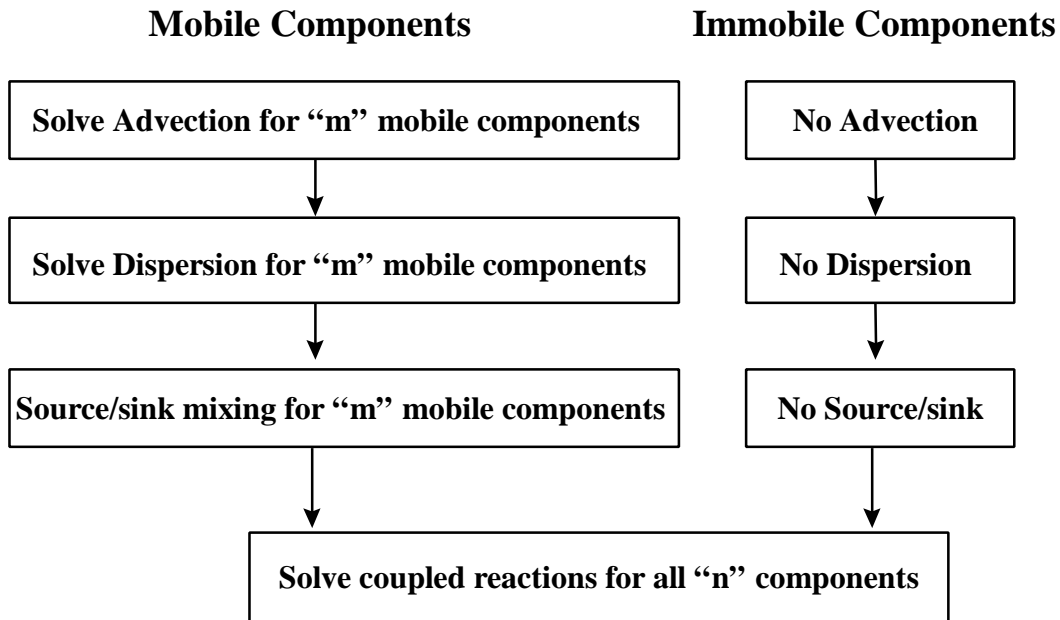 Mobile Components
Immobile Components
Solve Advection for “m” mobile components
No Advection
Solve Dispersion for “m” mobile components
No Dispersion
Source/sink mixing for “m” mobile components
No Source/sink
Solve coupled reactions for all “n” components